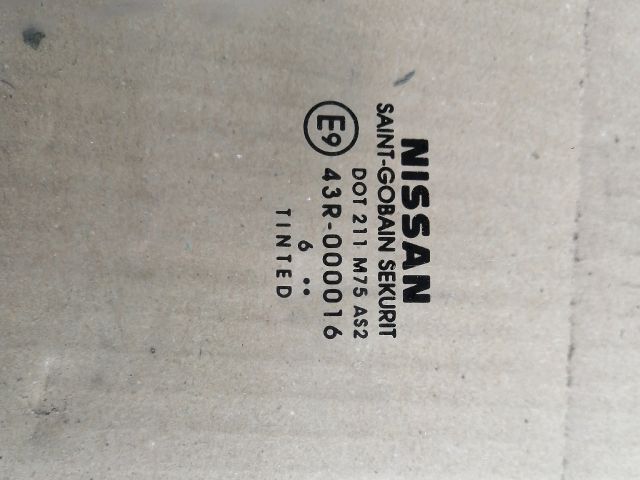 NISSAN
SAINT-GOBAIN SEKURIT
DOT 211 M75 AS2
E9 43R-000016
6 ••
TINTED